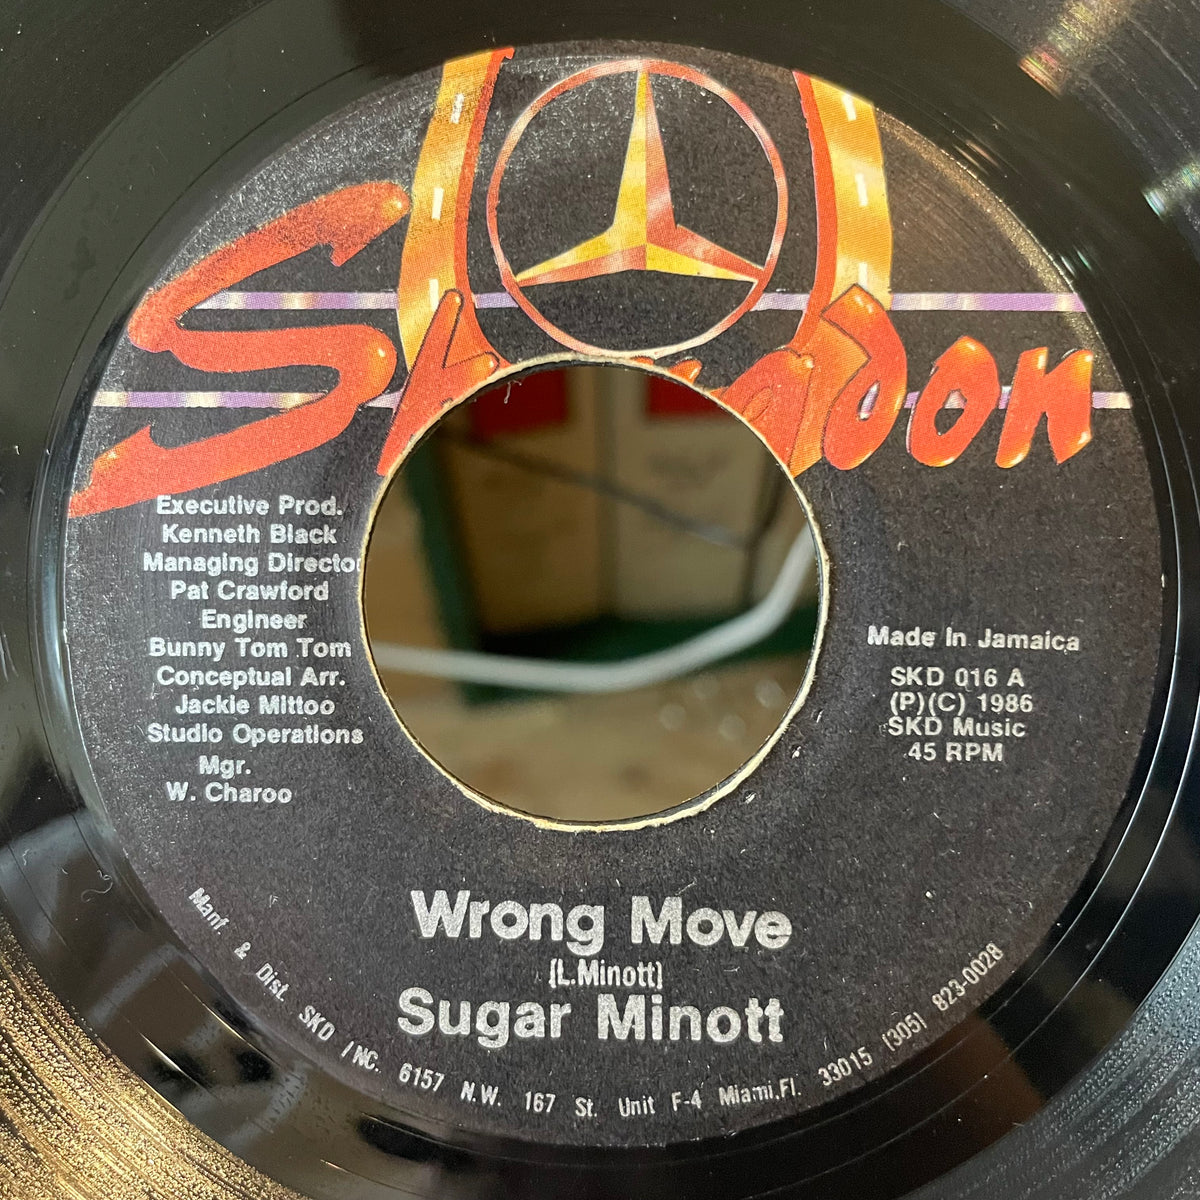 Skengdon
Executive Prod.
Kenneth Black
Managing Director
Pat Crawford
Engineer
Bunny Tom Tom
Conceptual Arr.
Jackie Mittoo
Studio Operations
Mgr.
W. Charoo
Made In Jamaica
SKD 016 A
(P)(C) 1986
SKD Music
45 RPM
Wrong Move
(L.Minott)
Sugar Minott
Manf. & Dist. SKD INC. 6157 N.W. 167 St. Unit F-4 Miami,Fl. 33015 (305) 823-0028